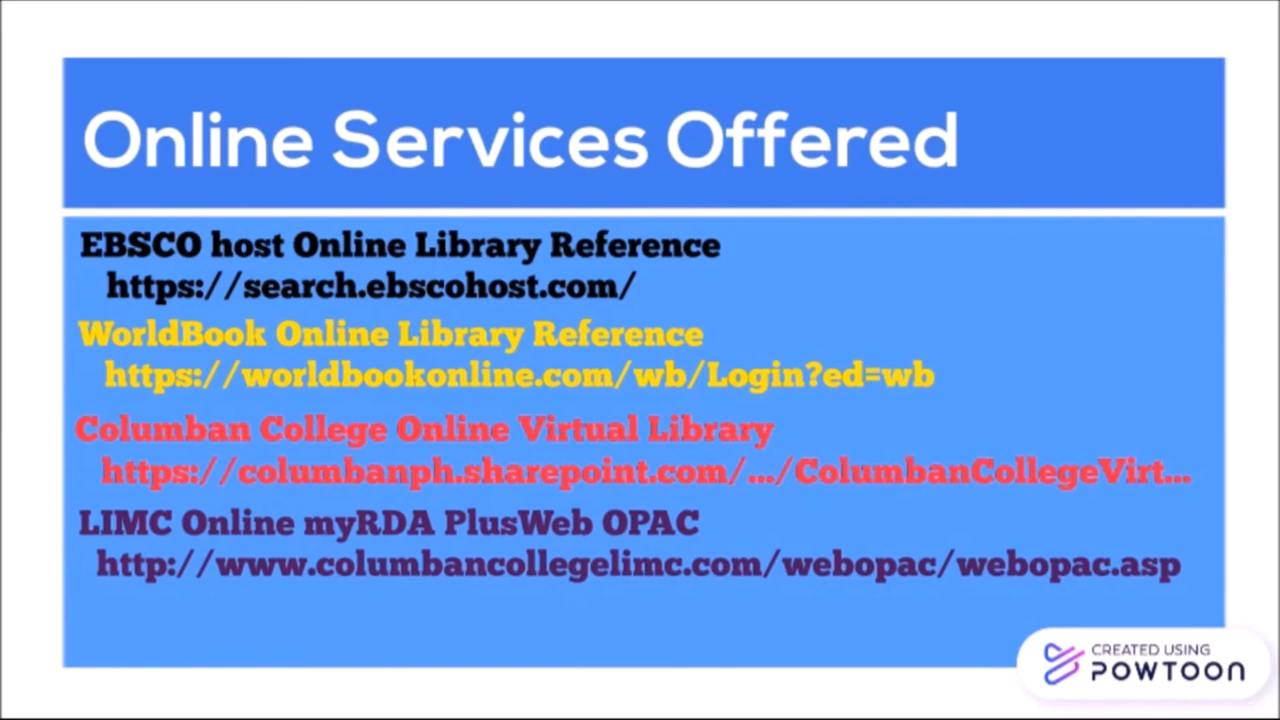 Online Services Offered
EBSCO host Online Library Reference
https://search.ebscohost.com/
WorldBook Online Library Reference
https://worldbookonline.com/wb/Login?ed=wb
Columban College Online Virtual Library
https://columbanph.sharepoint.com/.../ColumbanCollegeVirt...
LIMC Online myRDA PlusWeb OPAC
http://www.columbancollegelimc.com/webopac/webopac.asp
CREATED USING
POWTOON